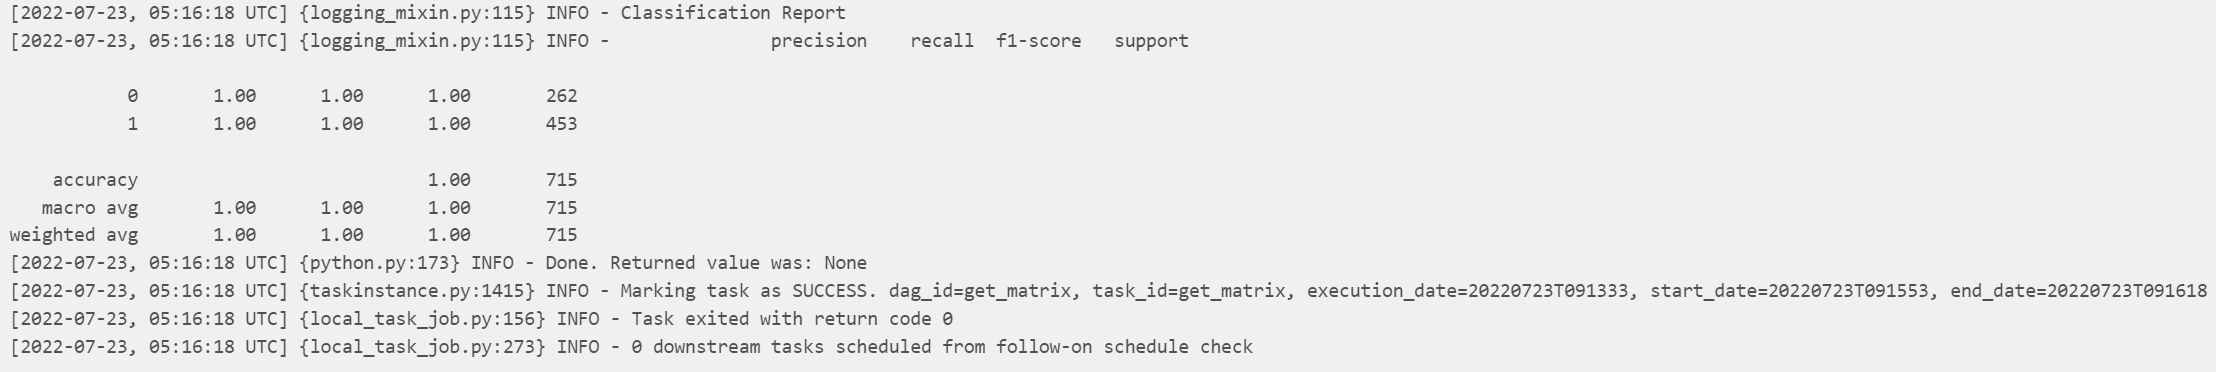 [2022-07-23, 05:16:18 UTC] {logging_mixin.py:115} INFO - Classification Report
[2022-07-23, 05:16:18 UTC] {logging_mixin.py:115} INFO -               precision    recall  f1-score   support
           0       1.00      1.00      1.00       262
           1       1.00      1.00      1.00       453
    accuracy                           1.00       715
   macro avg       1.00      1.00      1.00       715
weighted avg       1.00      1.00      1.00       715
[2022-07-23, 05:16:18 UTC] {python.py:173} INFO - Done. Returned value was: None
[2022-07-23, 05:16:18 UTC] {taskinstance.py:1415} INFO - Marking task as SUCCESS. dag_id=get_matrix, task_id=get_matrix, execution_date=20220723T091333, start_date=20220723T091553, end_date=20220723T091618
[2022-07-23, 05:16:18 UTC] {local_task_job.py:156} INFO - Task exited with return code 0
[2022-07-23, 05:16:18 UTC] {local_task_job.py:273} INFO - 0 downstream tasks scheduled from follow-on schedule check